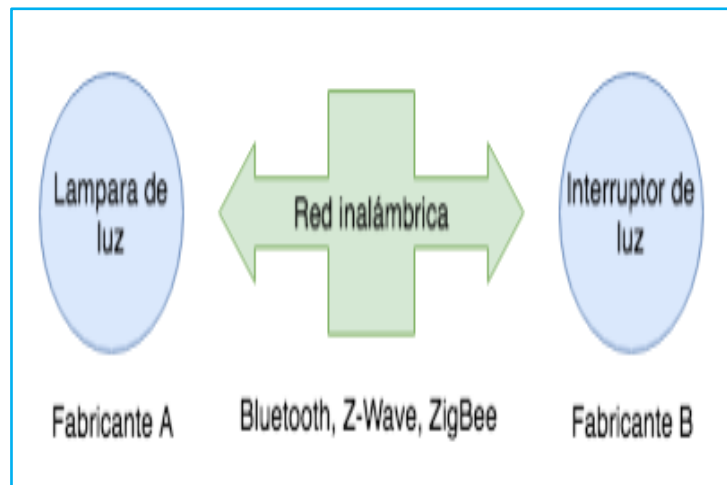 Lampara de
luz
Red inalámbrica
Interruptor de
luz
Fabricante A
Bluetooth, Z-Wave, ZigBee
Fabricante B